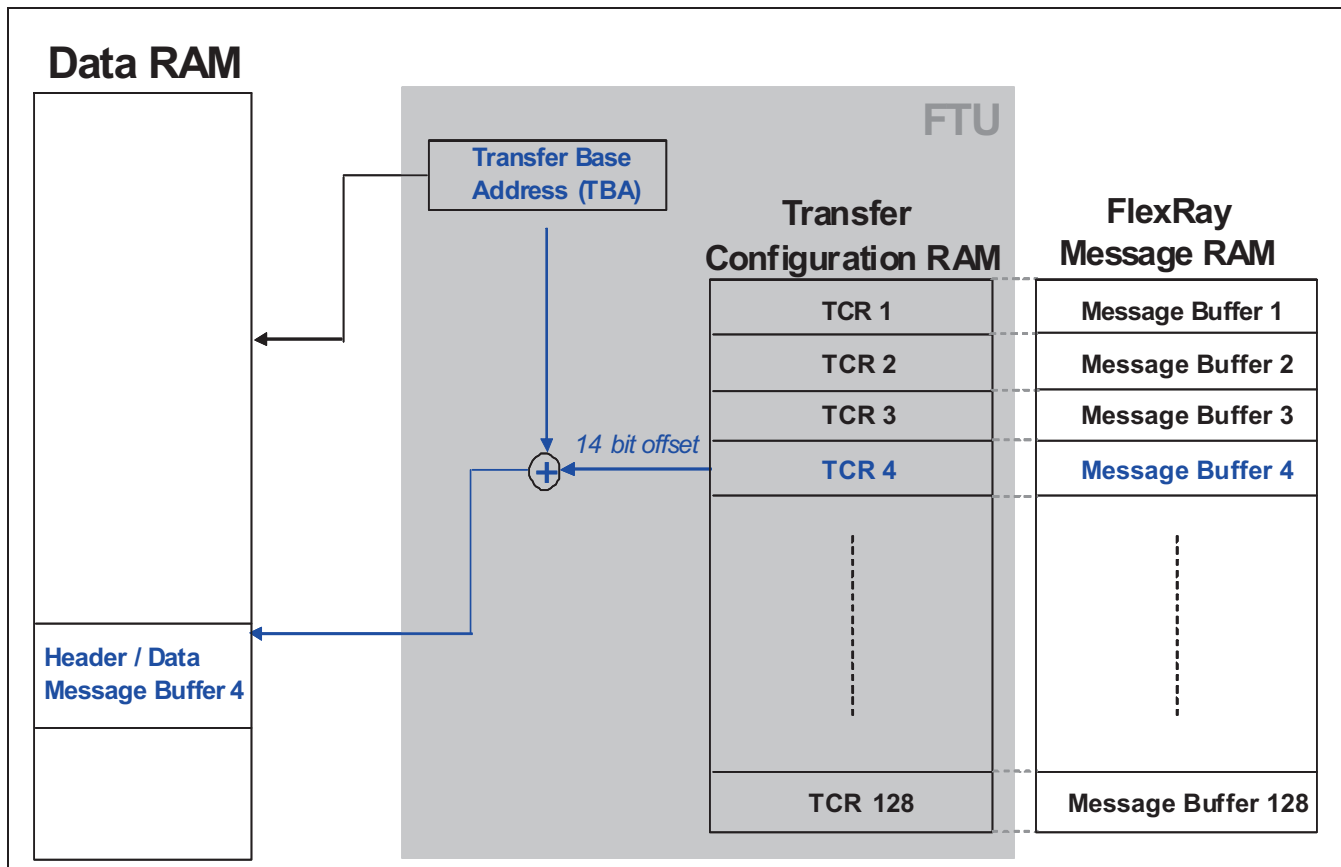 Data RAM
FTU
Transfer Base
Address (TBA)
Transfer
Configuration RAM
FlexRay
Message RAM
TCR 1
Message Buffer 1
TCR 2
Message Buffer 2
TCR 3
Message Buffer 3
14 bit offset
+
TCR 4
Message Buffer 4
Header / Data
Message Buffer 4
TCR 128
Message Buffer 128